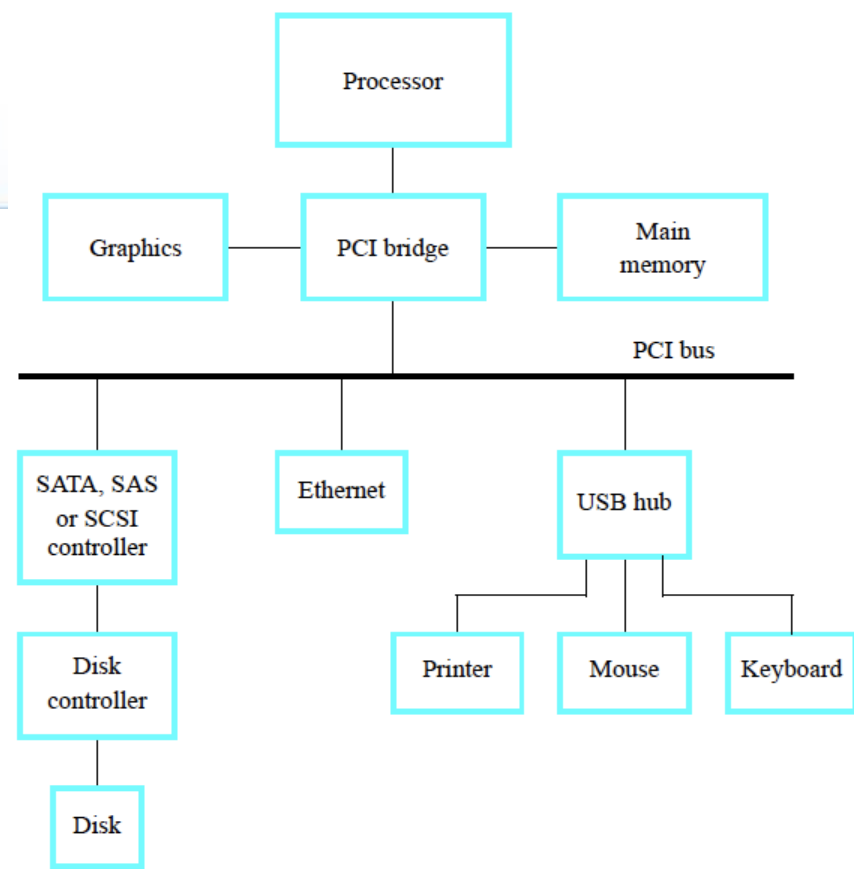 Processor
Graphics
PCI bridge
Main
memory
PCI bus
SATA, SAS
or SCSI
controller
Ethernet
USB hub
Disk
controller
Printer
Mouse
Keyboard
Disk